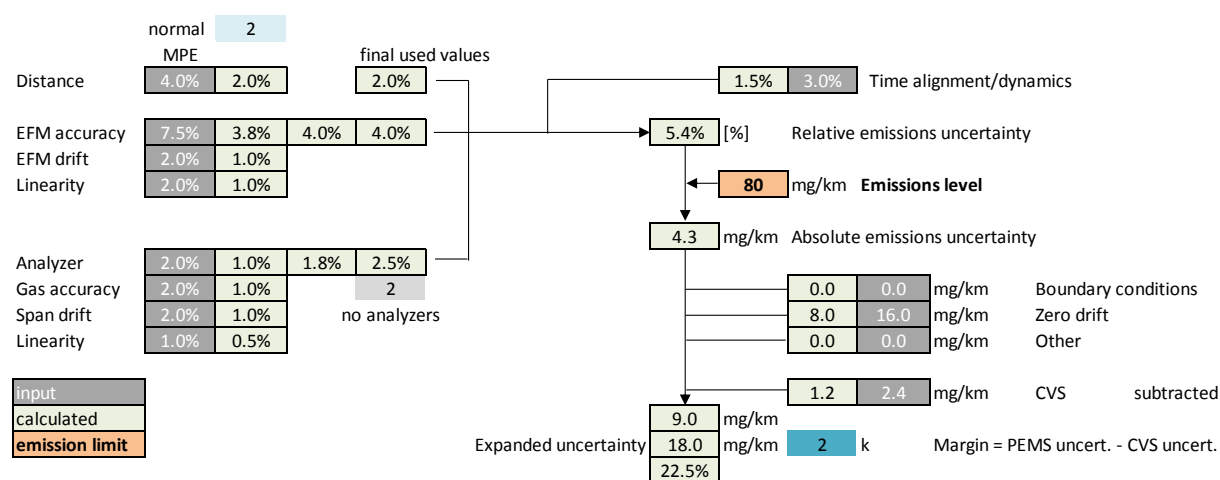 normal 2
MPE final used values
Distance 4.0% 2.0% 2.0% 1.5% 3.0% Time alignment/dynamics
EFM accuracy 7.5% 3.8% 4.0% 4.0% 5.4% [%] Relative emissions uncertainty
EFM drift 2.0% 1.0%
Linearity 2.0% 1.0% 80 mg/km Emissions level
4.3 mg/km Absolute emissions uncertainty
Analyzer 2.0% 1.0% 1.8% 2.5%
Gas accuracy 2.0% 1.0% 2 0.0 0.0 mg/km Boundary conditions
Span drift 2.0% 1.0% no analyzers 8.0 16.0 mg/km Zero drift
Linearity 1.0% 0.5% 0.0 0.0 mg/km Other
input 1.2 2.4 mg/km CVS subtracted
calculated 9.0 mg/km
emission limit Expanded uncertainty 18.0 mg/km 2 k Margin = PEMS uncert. - CVS uncert.
22.5%